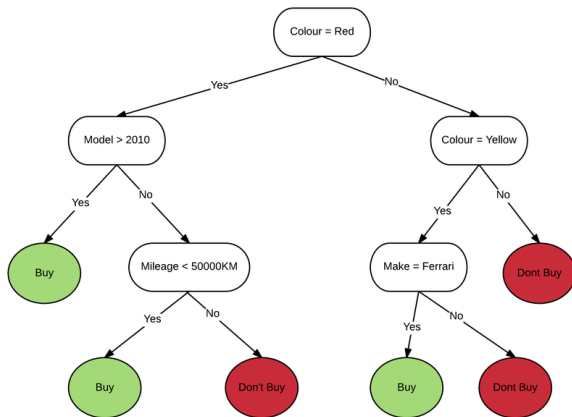 Colour = Red
Yes
No
Model > 2010
Colour = Yellow
Yes
No
Yes
No
Buy
Mileage < 50000KM
Make = Ferrari
Dont Buy
Yes
No
Yes
No
Buy
Don't Buy
Buy
Dont Buy